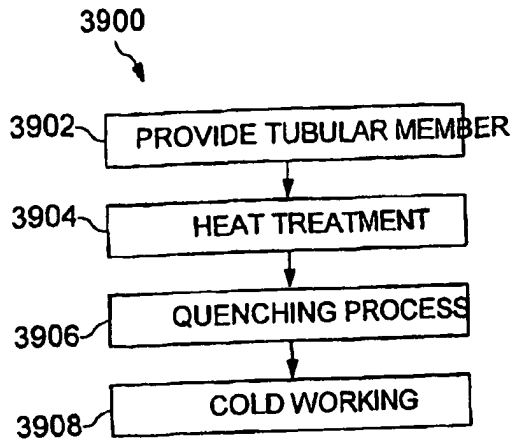 3900
3902 PROVIDE TUBULAR MEMBER
3904 HEAT TREATMENT
3906 QUENCHING PROCESS
3908 COLD WORKING